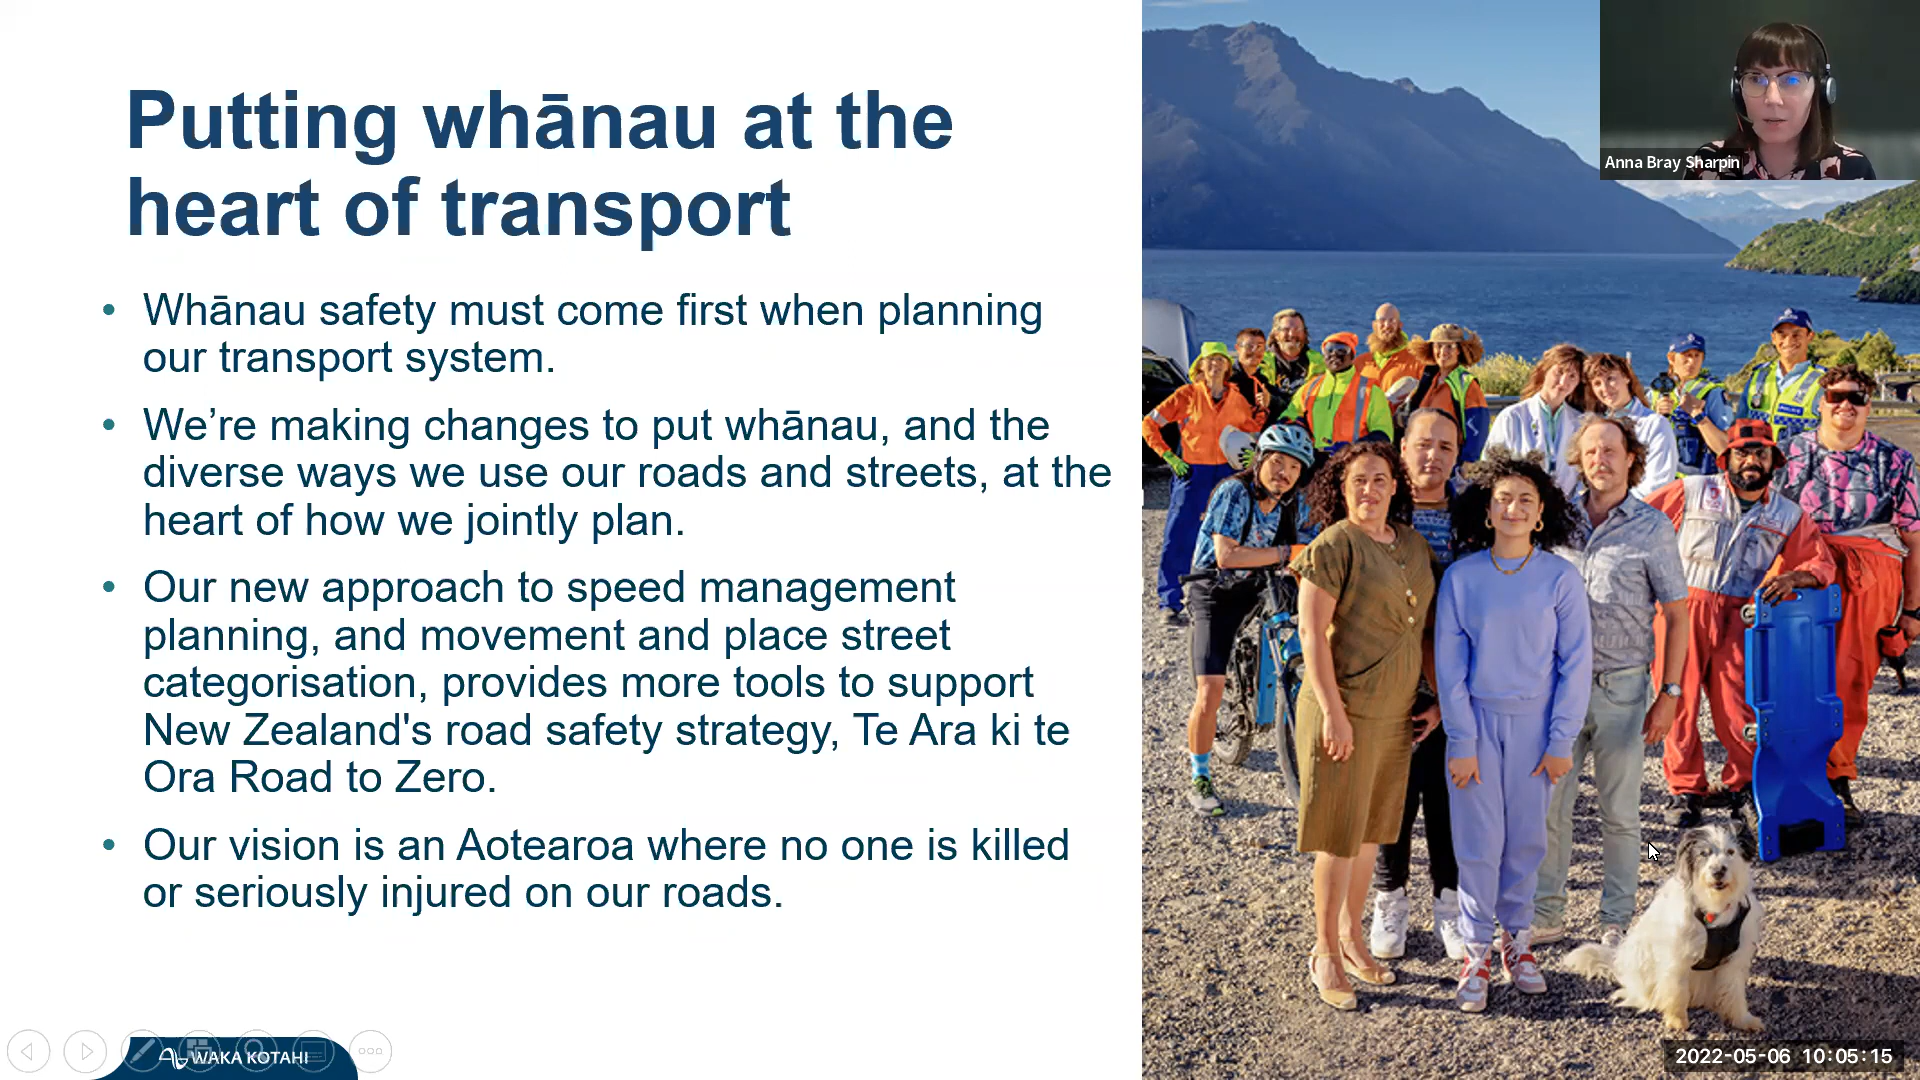 Putting whānau at the
heart of transport
• Whānau safety must come first when planning
our transport system.
• We’re making changes to put whānau, and the
diverse ways we use our roads and streets, at the
heart of how we jointly plan.
• Our new approach to speed management
planning, and movement and place street
categorisation, provides more tools to support
New Zealand's road safety strategy, Te Ara ki te
Ora Road to Zero.
• Our vision is an Aotearoa where no one is killed
or seriously injured on our roads.
WAKA KOTAHI
Anna Bray Sharpin
2022-05-06 10:05:15